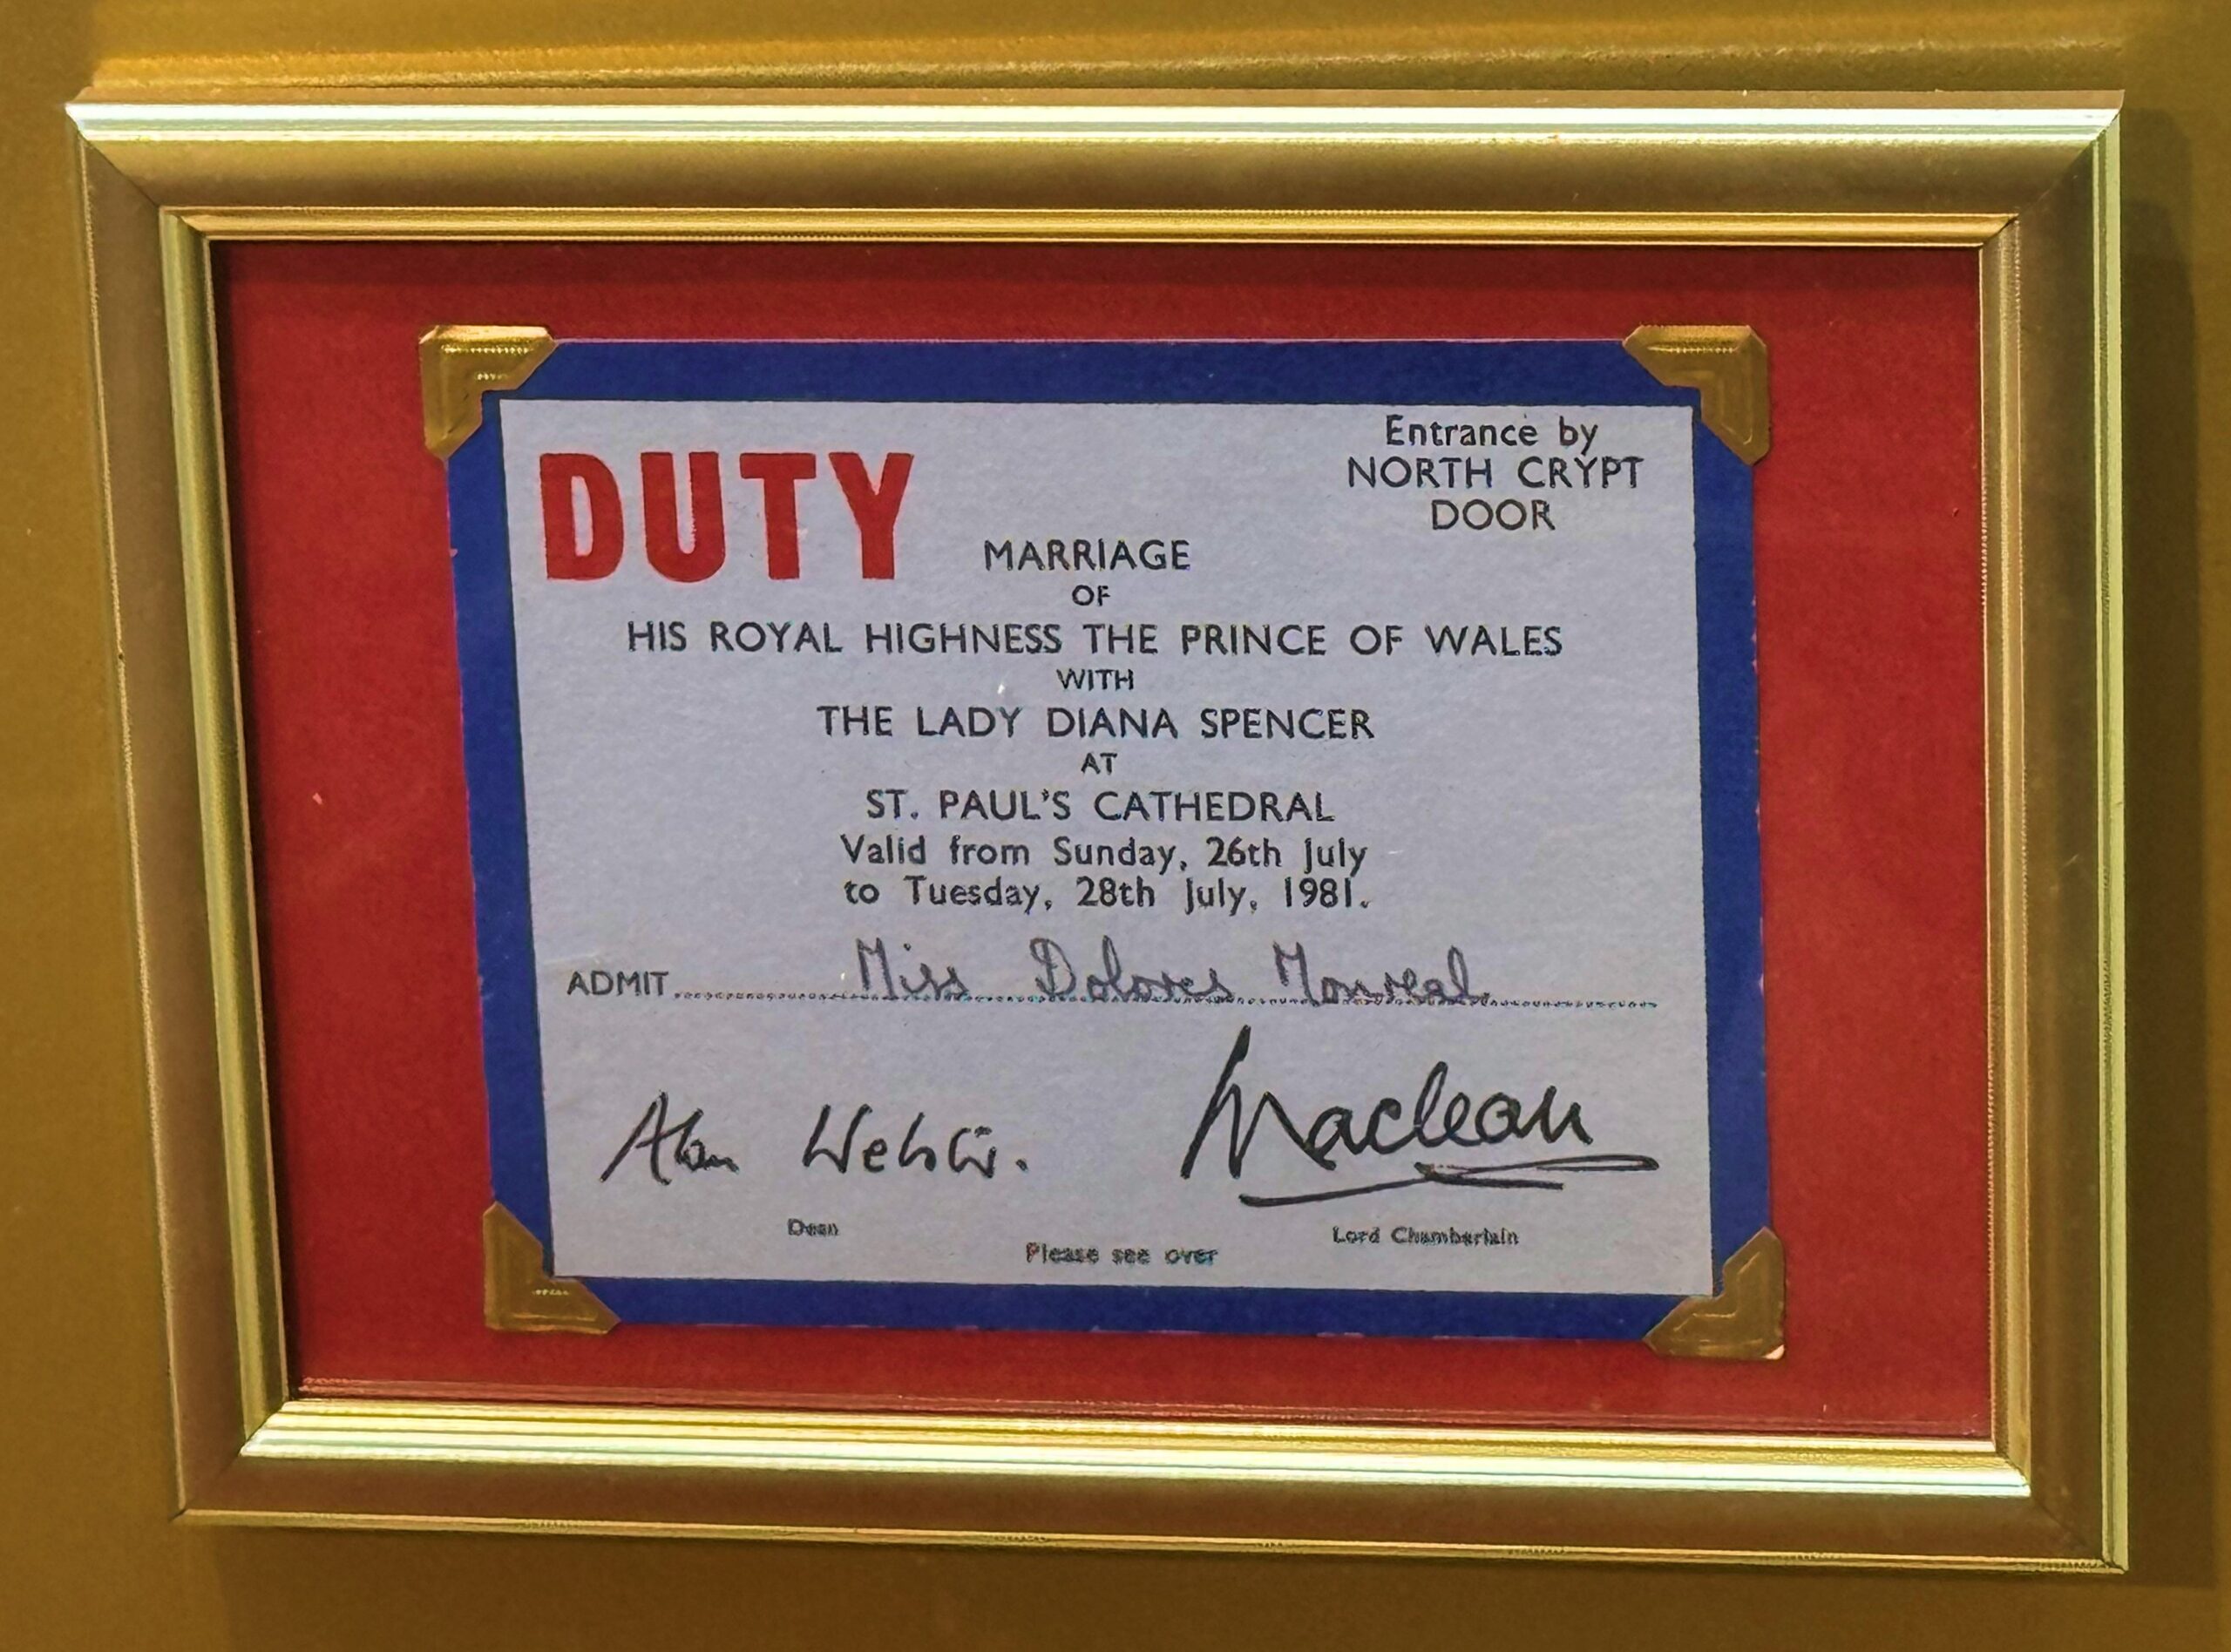 DUTY
Entrance by
NORTH CRYPT
DOOR
MARRIAGE
OF
HIS ROYAL HIGHNESS THE PRINCE OF WALES
WITH
THE LADY DIANA SPENCER
AT
ST. PAUL'S CATHEDRAL
Valid from Sunday, 26th July
to Tuesday, 28th July, 1981.
ADMIT Miss Dolores Monreal
Alan Webster.
Maclean
Dean
Lord Chamberlain
Please see over